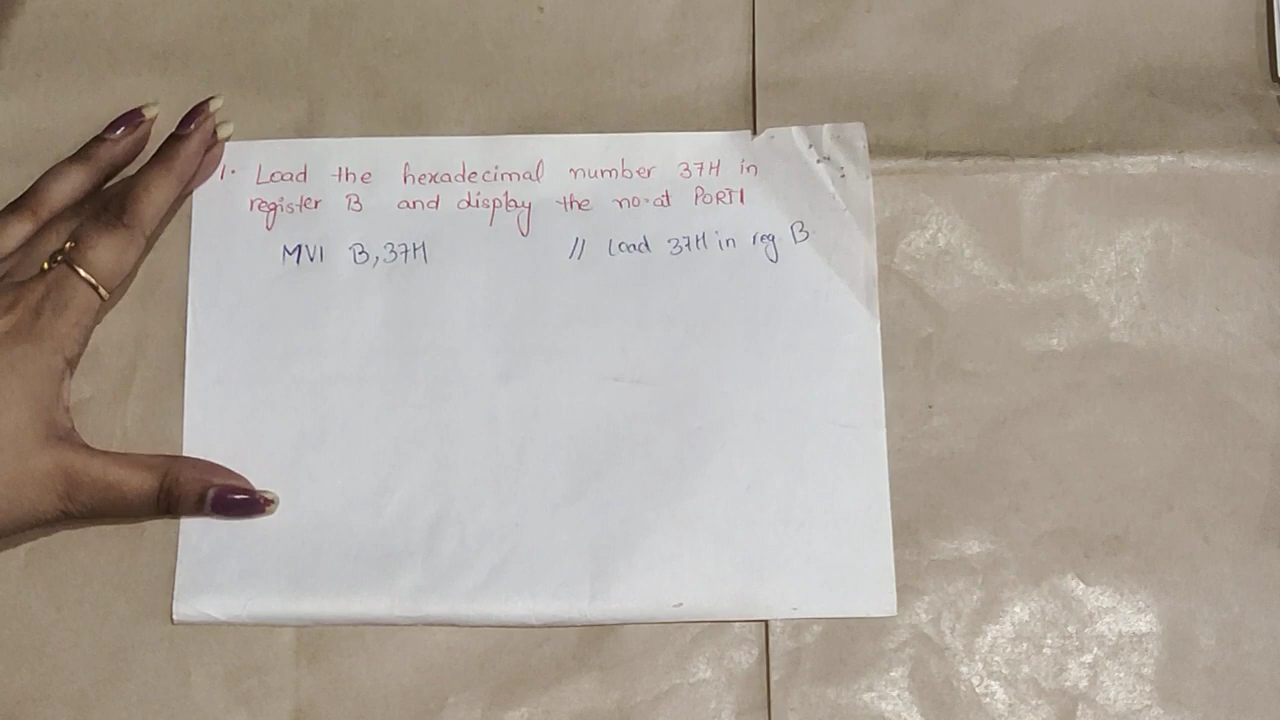 1. Load the hexadecimal number 37H in
register B and display the no. at PORT1
MVI B, 37H // Load 37H in reg B